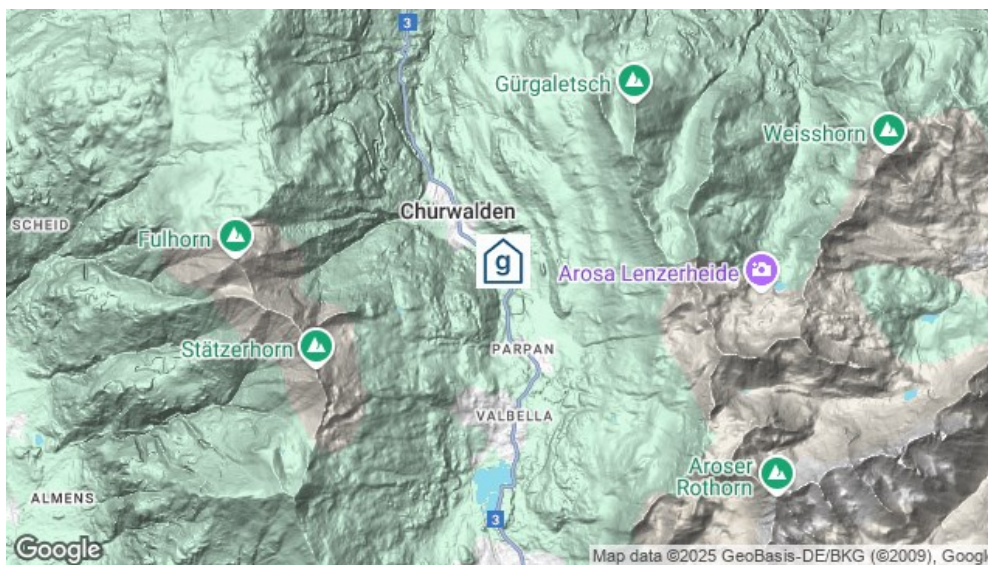 3
Gürgaletsch
Weisshorn
SCHEID
Churwalden
Fulhorn
g
Arosa Lenzerheide
Stätzerhorn
PARPAN
VALBELLA
Aroser
Rothorn
ALMENS
3
Google
Map data ©2025 GeoBasis-DE/BKG (©2009), Google